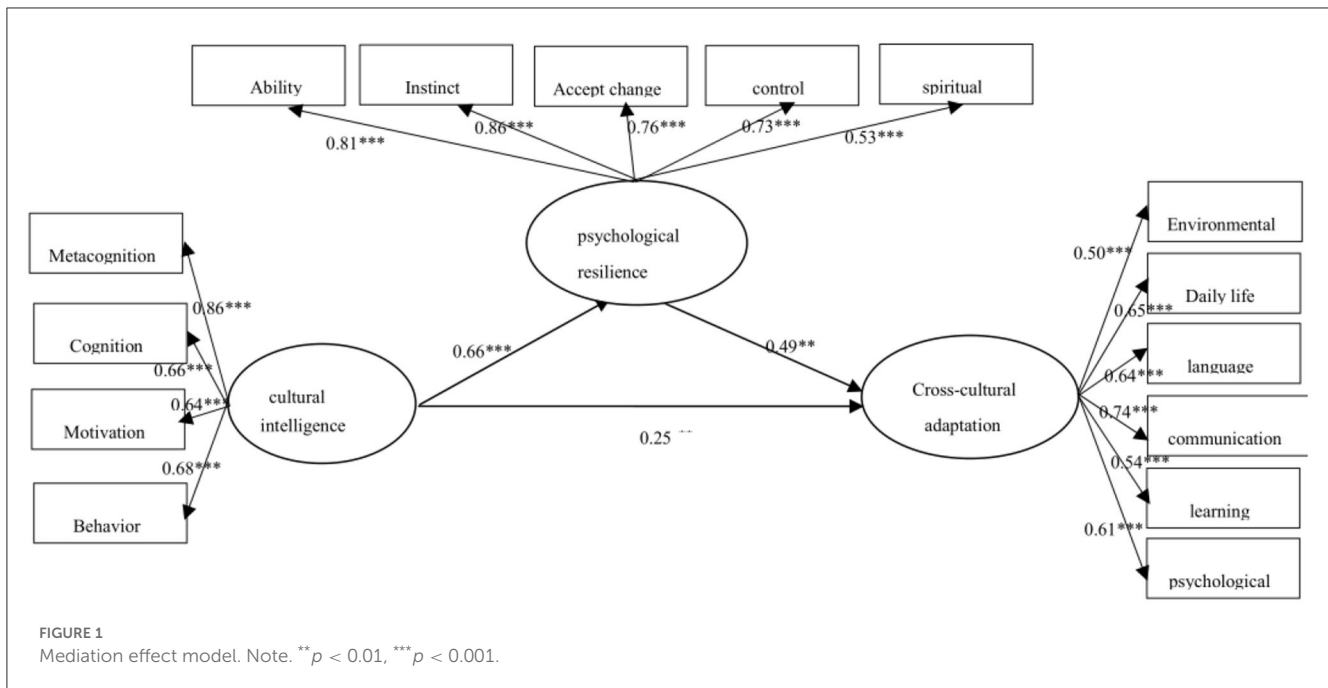 Ability
Instinct
Accept change
control
spiritual
0.81***
0.86***
0.76***
0.73***
0.53***
psychological
resilience
Metacognition
Cognition
Motivation
Behavior
0.86***
0.66***
0.64***
0.68***
cultural
intelligence
0.66***
0.49**
0.25 **
Cross-cultural
adaptation
0.50***
0.65***
0.64***
0.74***
0.54***
0.61***
Environmental
Daily life
language
communication
learning
psychological
FIGURE 1
Mediation effect model. Note. **p < 0.01, ***p < 0.001.